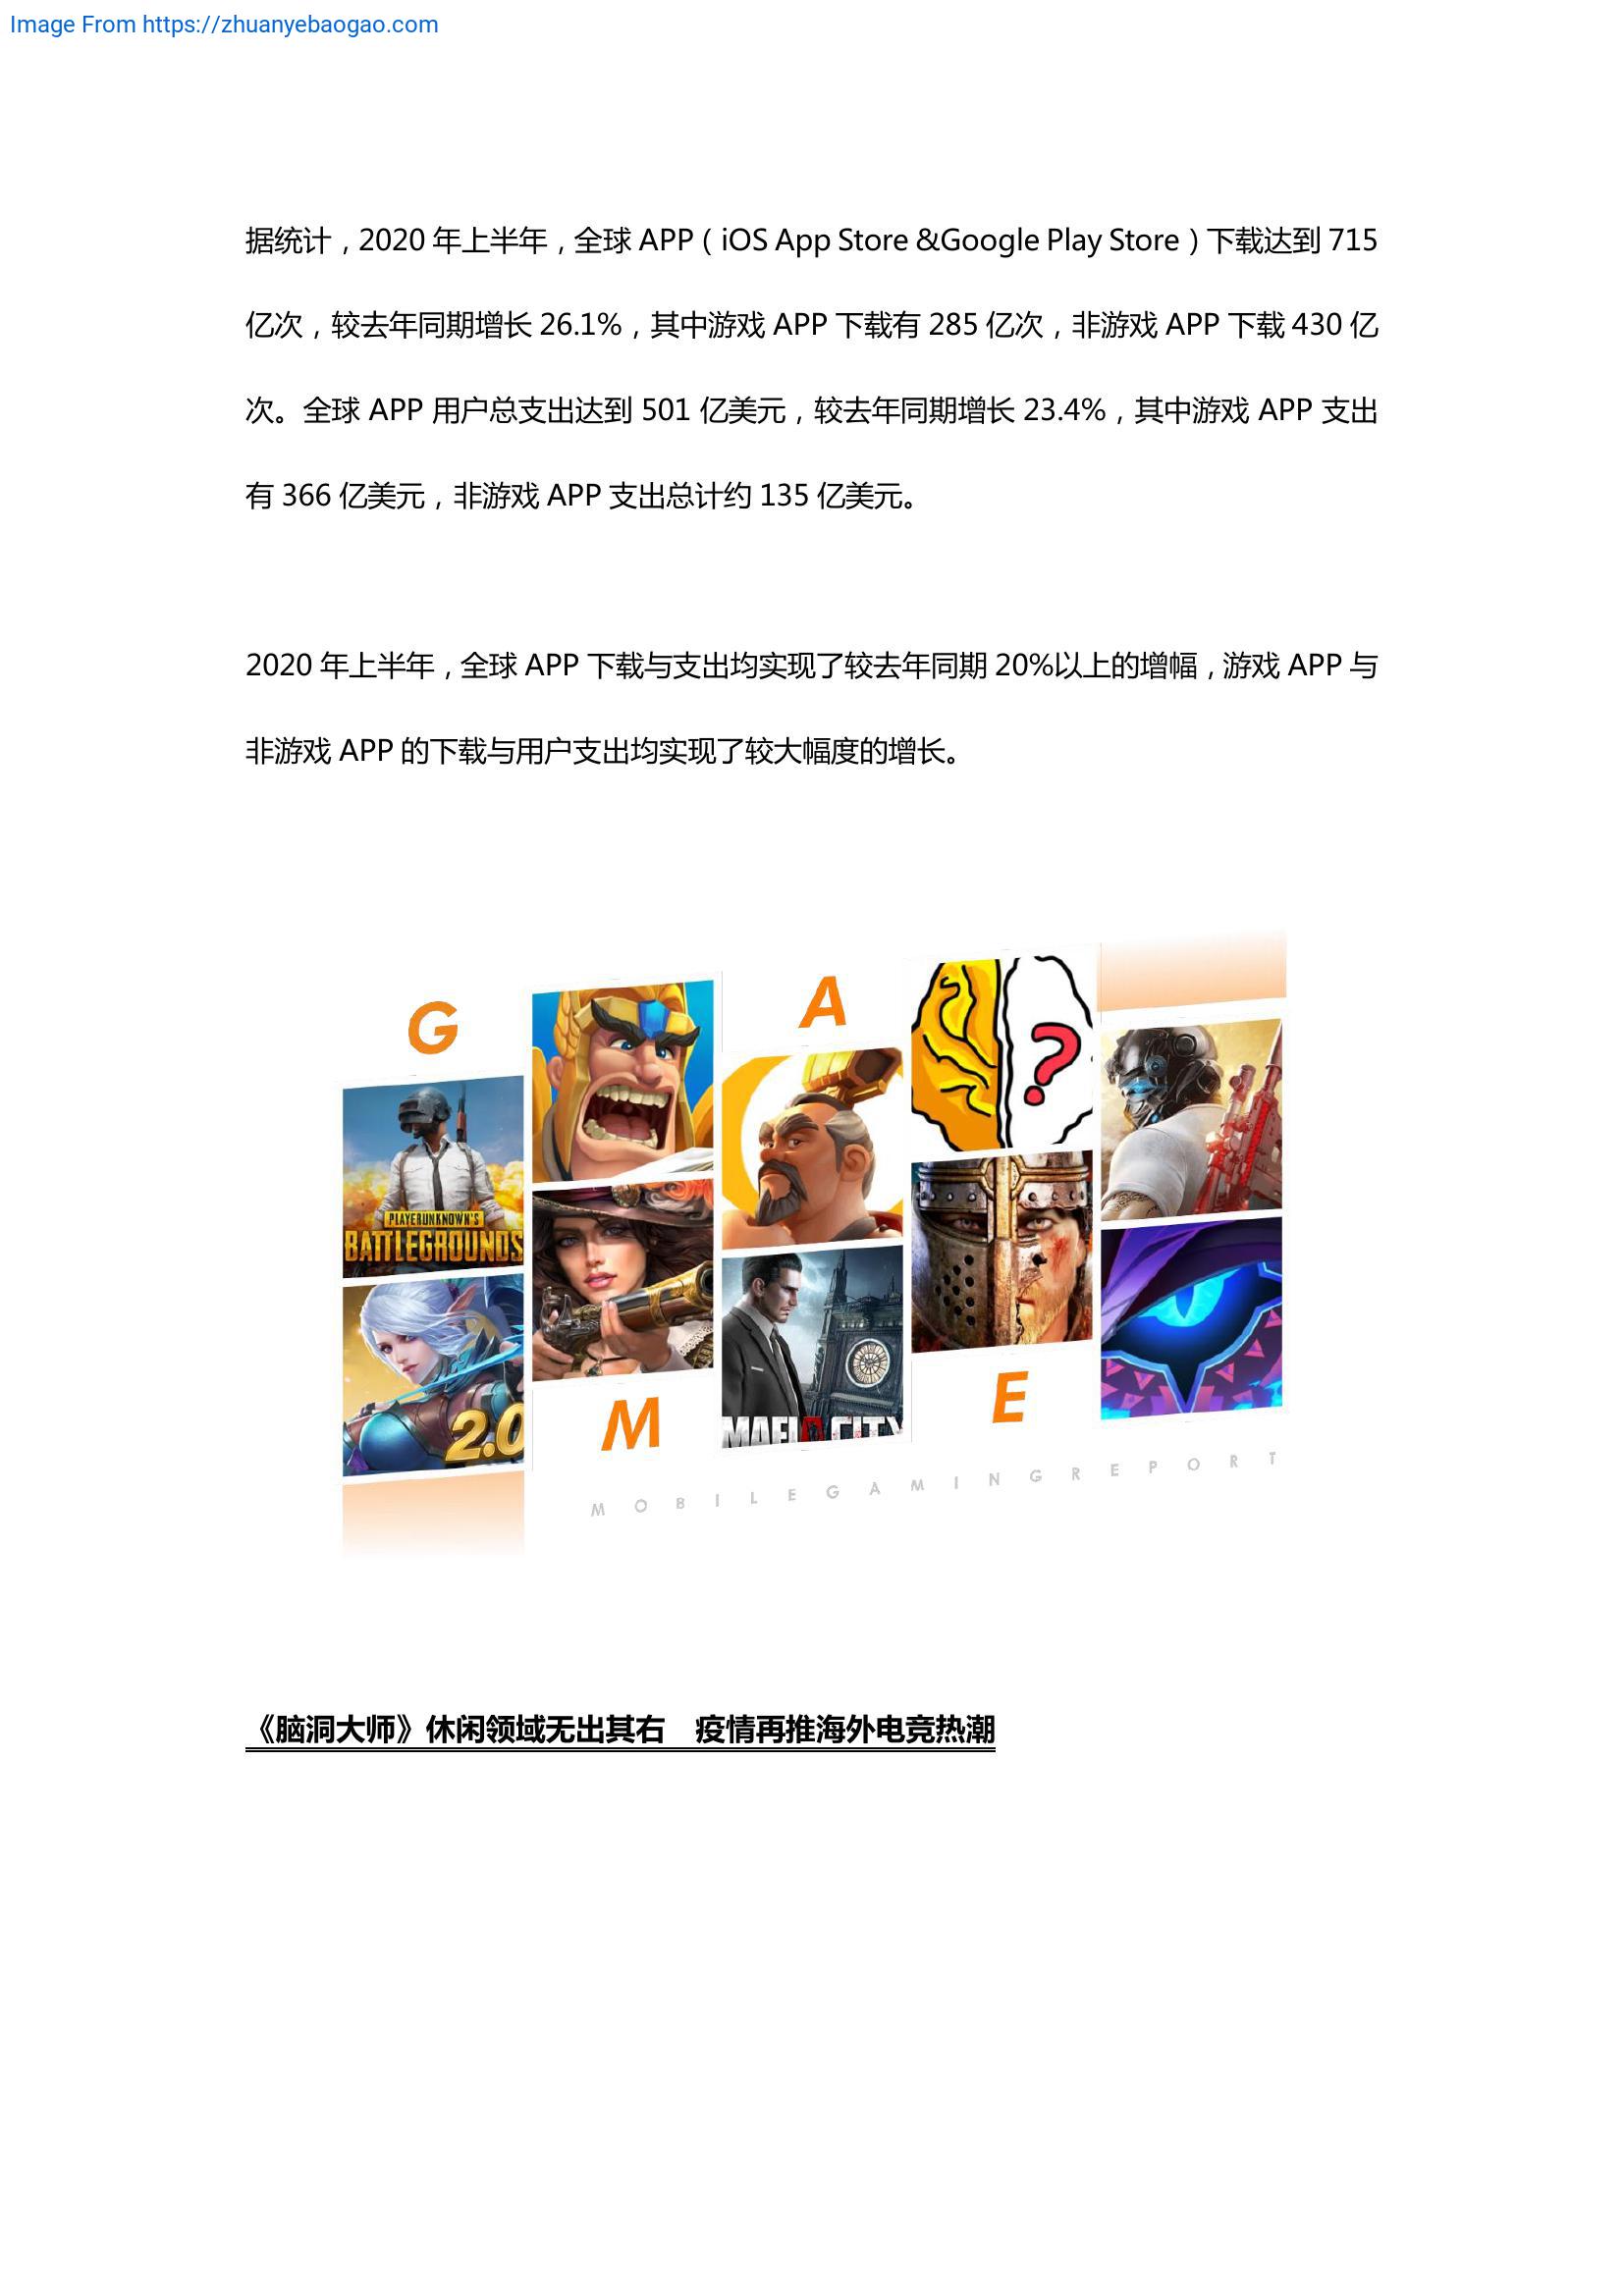 Image From https://zhuanyebaogao.com
据统计，2020 年上半年，全球 APP（iOS App Store &Google Play Store）下载达到 715
亿次，较去年同期增长 26.1%，其中游戏 APP 下载有 285 亿次，非游戏 APP 下载 430 亿
次。全球 APP 用户总支出达到 501 亿美元，较去年同期增长 23.4%，其中游戏 APP 支出
有 366 亿美元，非游戏 APP 支出总计约 135 亿美元。
2020 年上半年，全球 APP 下载与支出均实现了较去年同期 20%以上的增幅，游戏 APP 与
非游戏 APP 的下载与用户支出均实现了较大幅度的增长。
G
A
PLAYERUNKNOWN'S
BATTLEGROUNDS
2.0
M
MAFIA CITY
E
MOBILEGAMINGREPORT
《脑洞大师》休闲领域无出其右　疫情再推海外电竞热潮